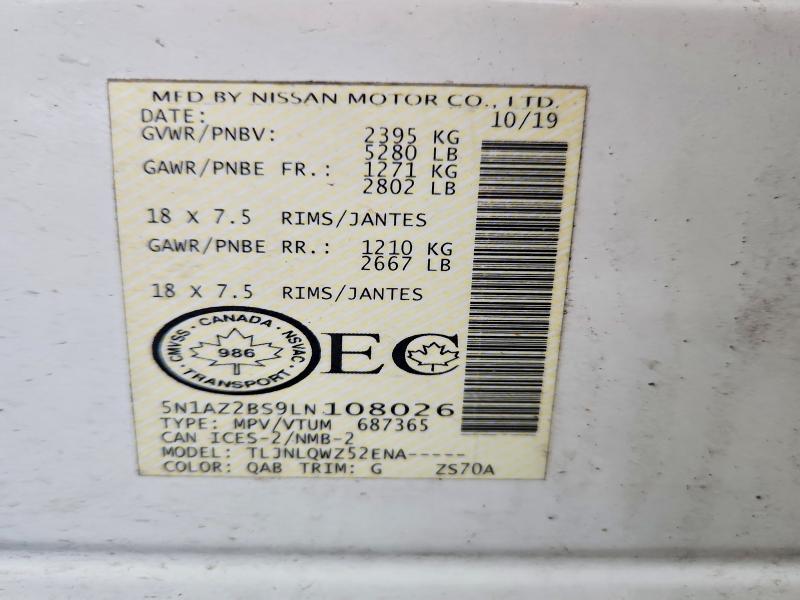 MFD BY NISSAN MOTOR CO., LTD.
DATE: 10/19
GVWR/PNBV: 2395 KG
5280 LB
GAWR/PNBE FR.: 1271 KG
2802 LB
18 X 7.5 RIMS/JANTES
GAWR/PNBE RR.: 1210 KG
2667 LB
18 X 7.5 RIMS/JANTES
CANADA · NSVAC · TRANSPORT · CMVSS ·
986
EC
5N1AZ2BS9LN108026
TYPE: MPV/VTUM 687365
CAN ICES-2/NMB-2
MODEL: TLJNLQWZ52ENA-----
COLOR: QAB TRIM: G ZS70A